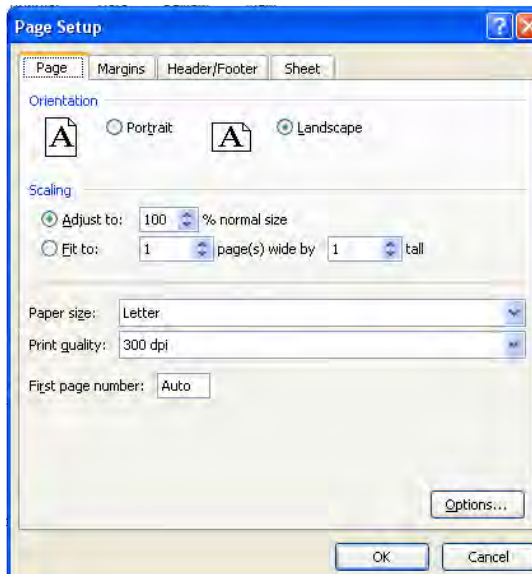 Page Setup
Page Margins Header/Footer Sheet
Orientation
A Portrait A Landscape
Scaling
Adjust to: 100 % normal size
Fit to: 1 page(s) wide by 1 tall
Paper size: Letter
Print quality: 300 dpi
First page number: Auto
Options...
OK Cancel